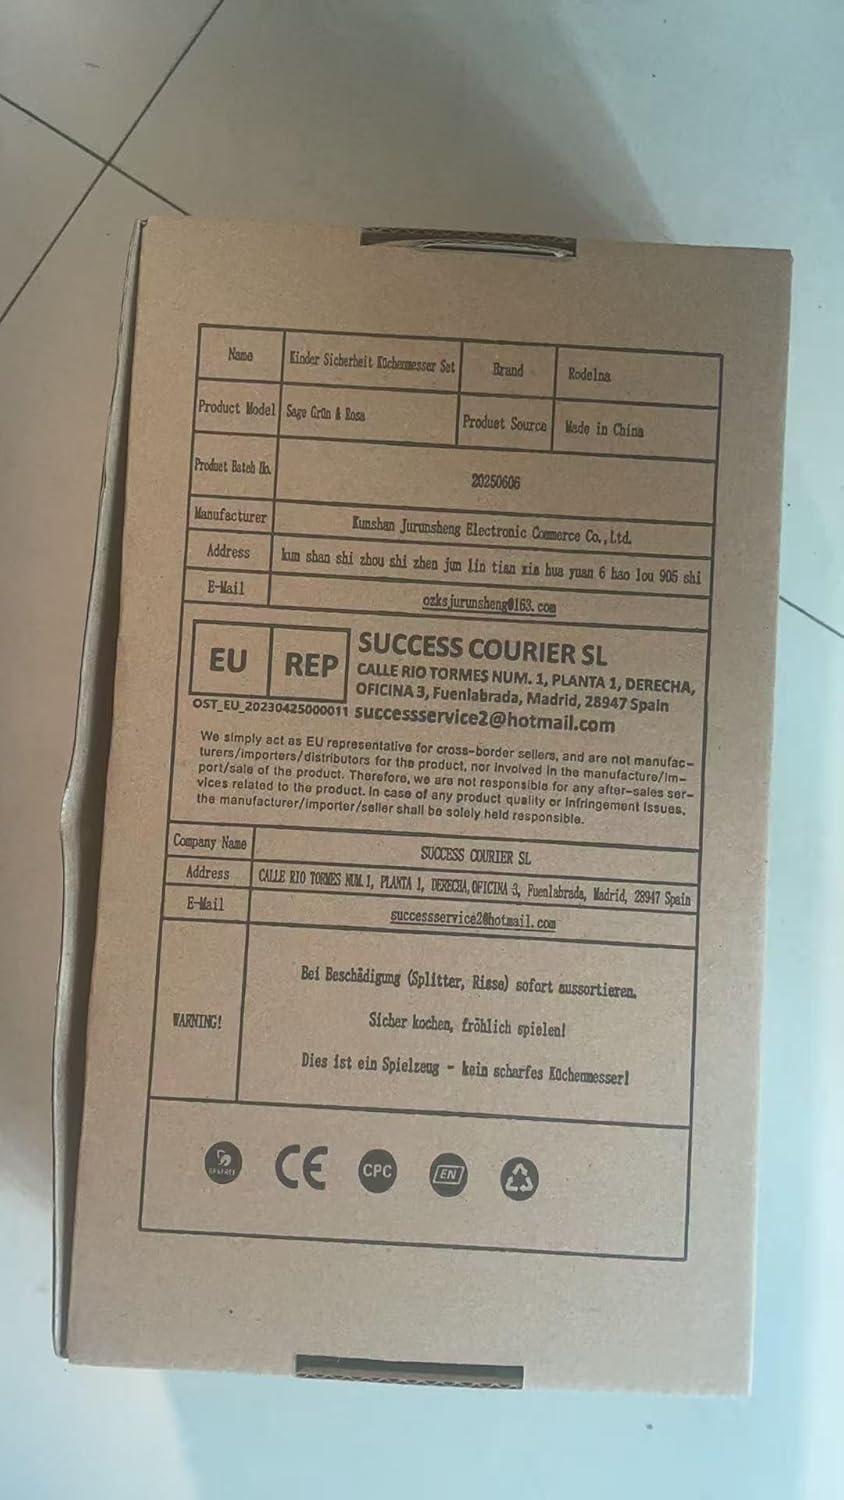 Name Kinder Sicherheit Küchenmesser Set Brand Rodelna
Product Model Sage Grün & Rosa Product Source Made in China
Product Batch No. 20250606
Manufacturer Kunshan Jurunsheng Electronic Commerce Co., Ltd.
Address kun shan shi zhou shi zhen jun lin tian xia hua yuan 6 hao lou 905 shi
E-Mail ozksjurunsheng@163.com
EU REP SUCCESS COURIER SL
CALLE RIO TORMES NUM. 1, PLANTA 1, DERECHA,
OFICINA 3, Fuenlabrada, Madrid, 28947 Spain
OST_EU_20230425000011 successservice2@hotmail.com
We simply act as EU representative for cross-border sellers, and are not manufac-
turers/importers/distributors for the product, nor involved in the manufacture/im-
port/sale of the product. Therefore, we are not responsible for any after-sales ser-
vices related to the product. In case of any product quality or infringement issues,
the manufacturer/importer/seller shall be solely held responsible.
Company Name SUCCESS COURIER SL
Address CALLE RIO TORMES NUM.1, PLANTA 1, DERECHA,OFICINA 3, Fuenlabrada, Madrid, 28947 Spain
E-Mail successservice2@hotmail.com
WARNING!
Bei Beschädigung (Splitter, Risse) sofort aussortieren.
Sicher kochen, fröhlich spielen!
Dies ist ein Spielzeug - kein scharfes Küchenmesser!
CE CPC EN